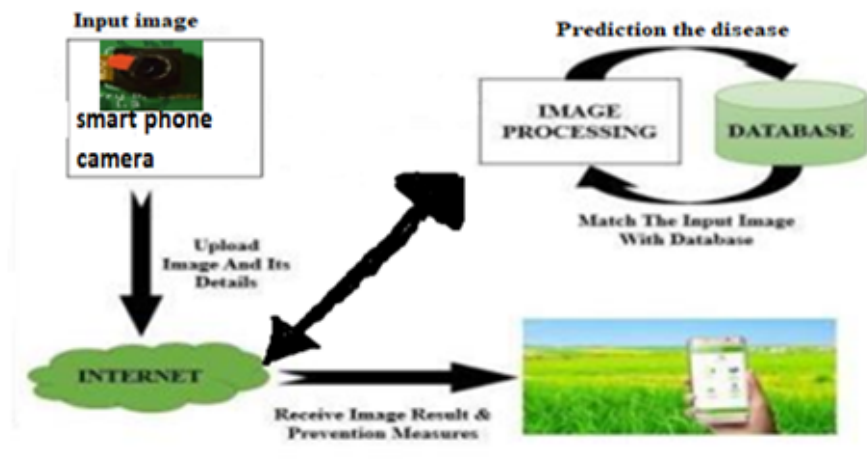 Input image
smart phone
camera
Upload
Image And Its
Details
INTERNET
Prediction the disease
IMAGE
PROCESSING
DATABASE
Match The Input Image
With Database
Receive Image Result &
Prevention Measures